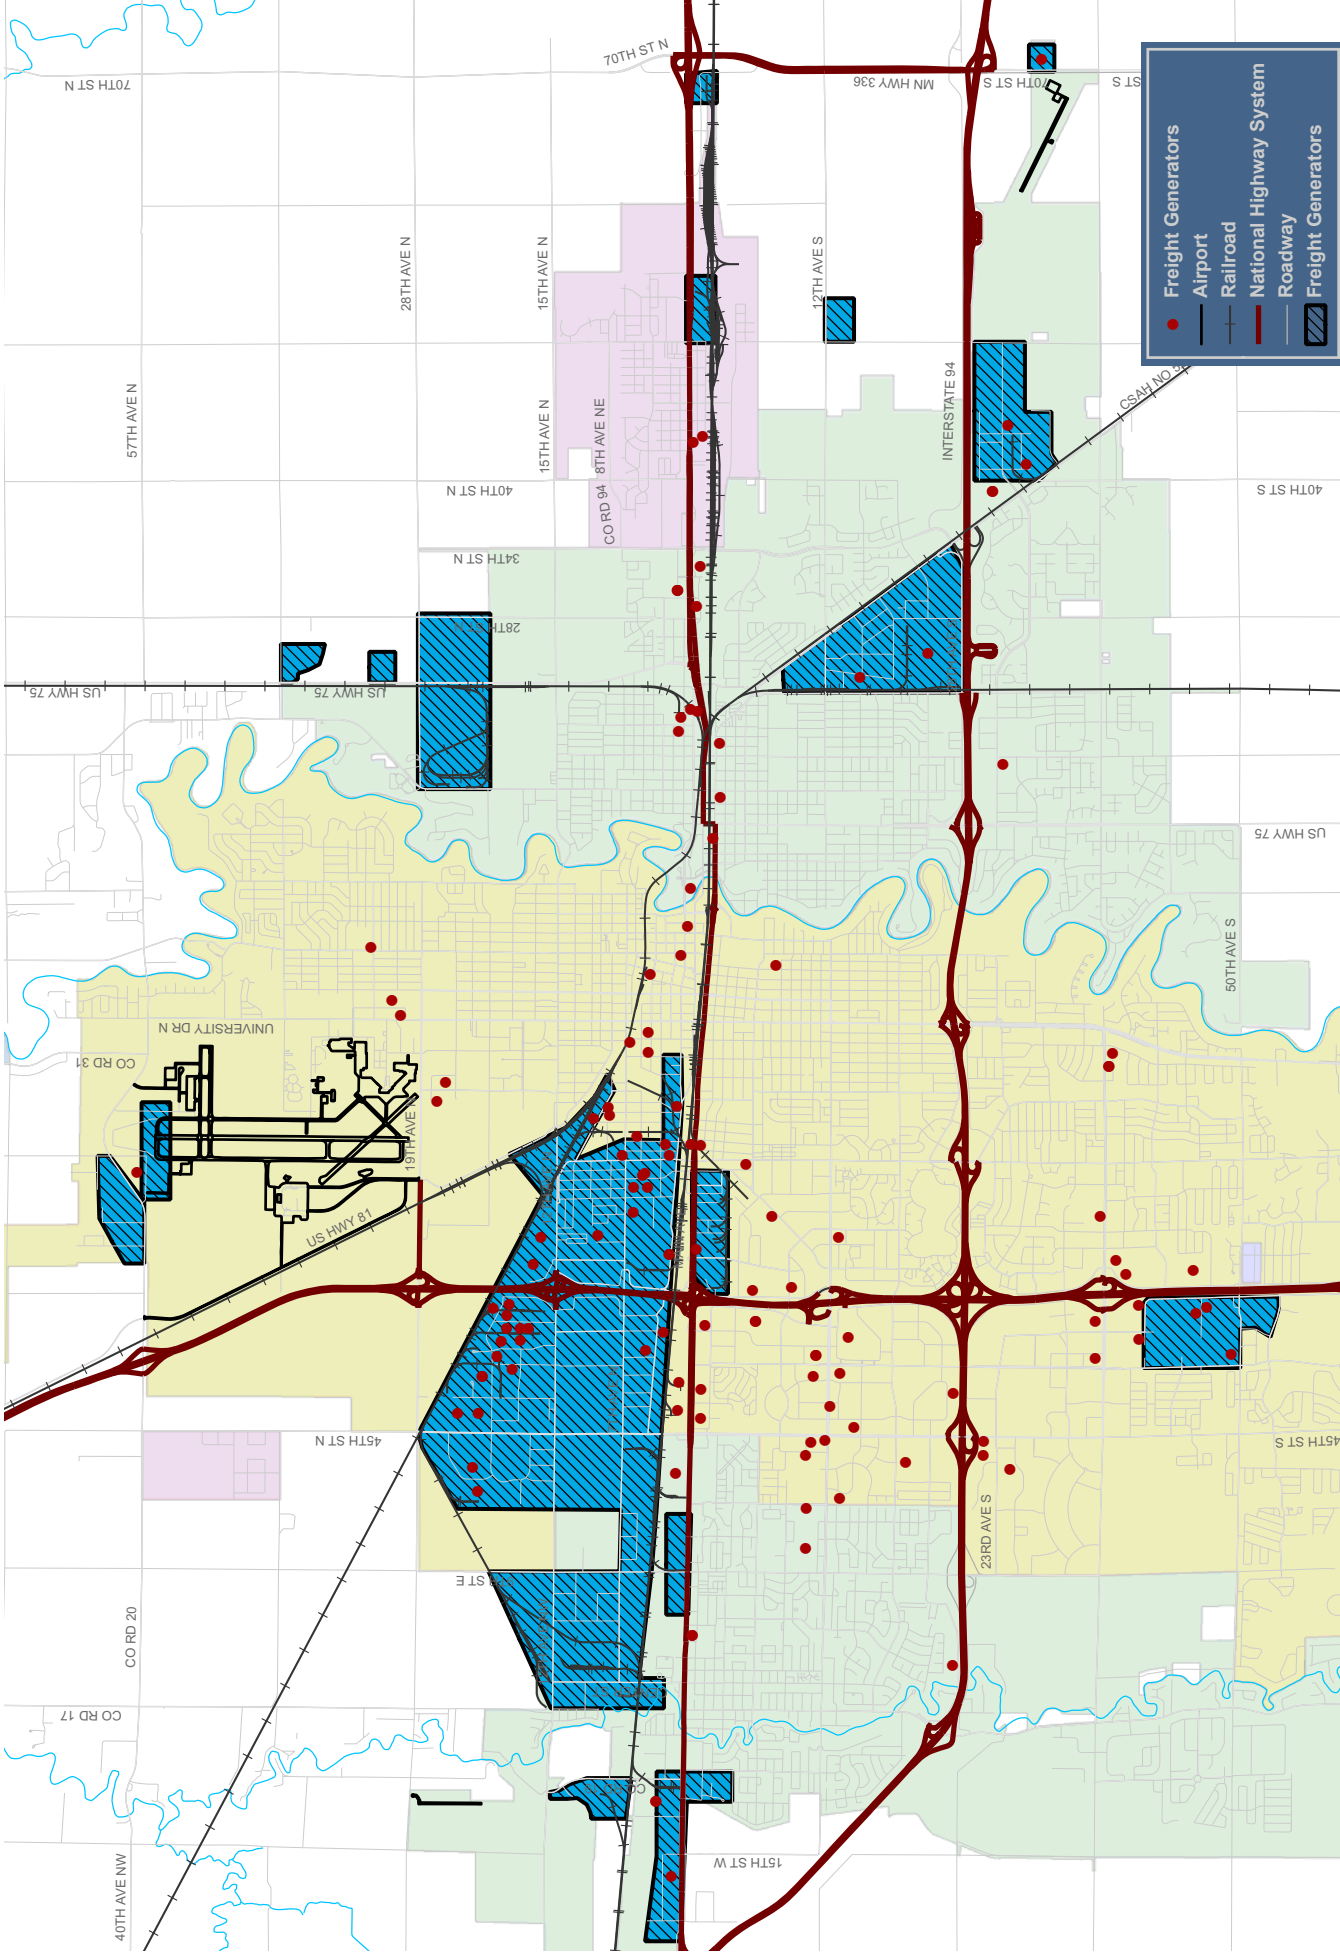 70TH ST N
70TH ST N
MN HWY 336
70TH ST S
S ST
28TH AVE N
15TH AVE N
12TH AVE S
57TH AVE N
15TH AVE N
8TH AVE NE
CO RD 94
40TH ST N
34TH ST N
28TH
INTERSTATE 94
CSAH NO 5
40TH ST S
US HWY 75
US HWY 75
US HWY 75
50TH AVE S
UNIVERSITY DR N
CO RD 31
19TH AVE N
US HWY 81
45TH ST N
45TH ST S
23RD AVE S
ST E
CO RD 20
CO RD 17
40TH AVE NW
15TH ST W
Freight Generators
Airport
Railroad
National Highway System
Roadway
Freight Generators